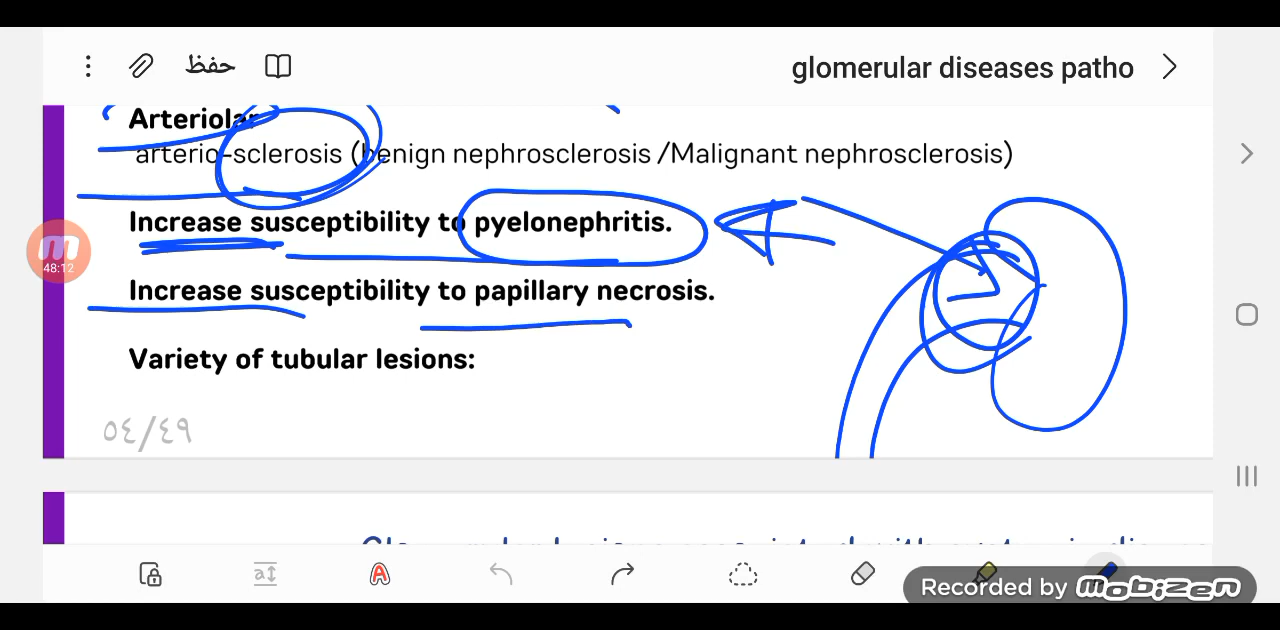 حفظ
glomerular diseases patho
Arteriolar
arterio-sclerosis (benign nephrosclerosis /Malignant nephrosclerosis)
Increase susceptibility to pyelonephritis.
48:12
Increase susceptibility to papillary necrosis.
Variety of tubular lesions:
٥٤/٤٩
Recorded by mobizen